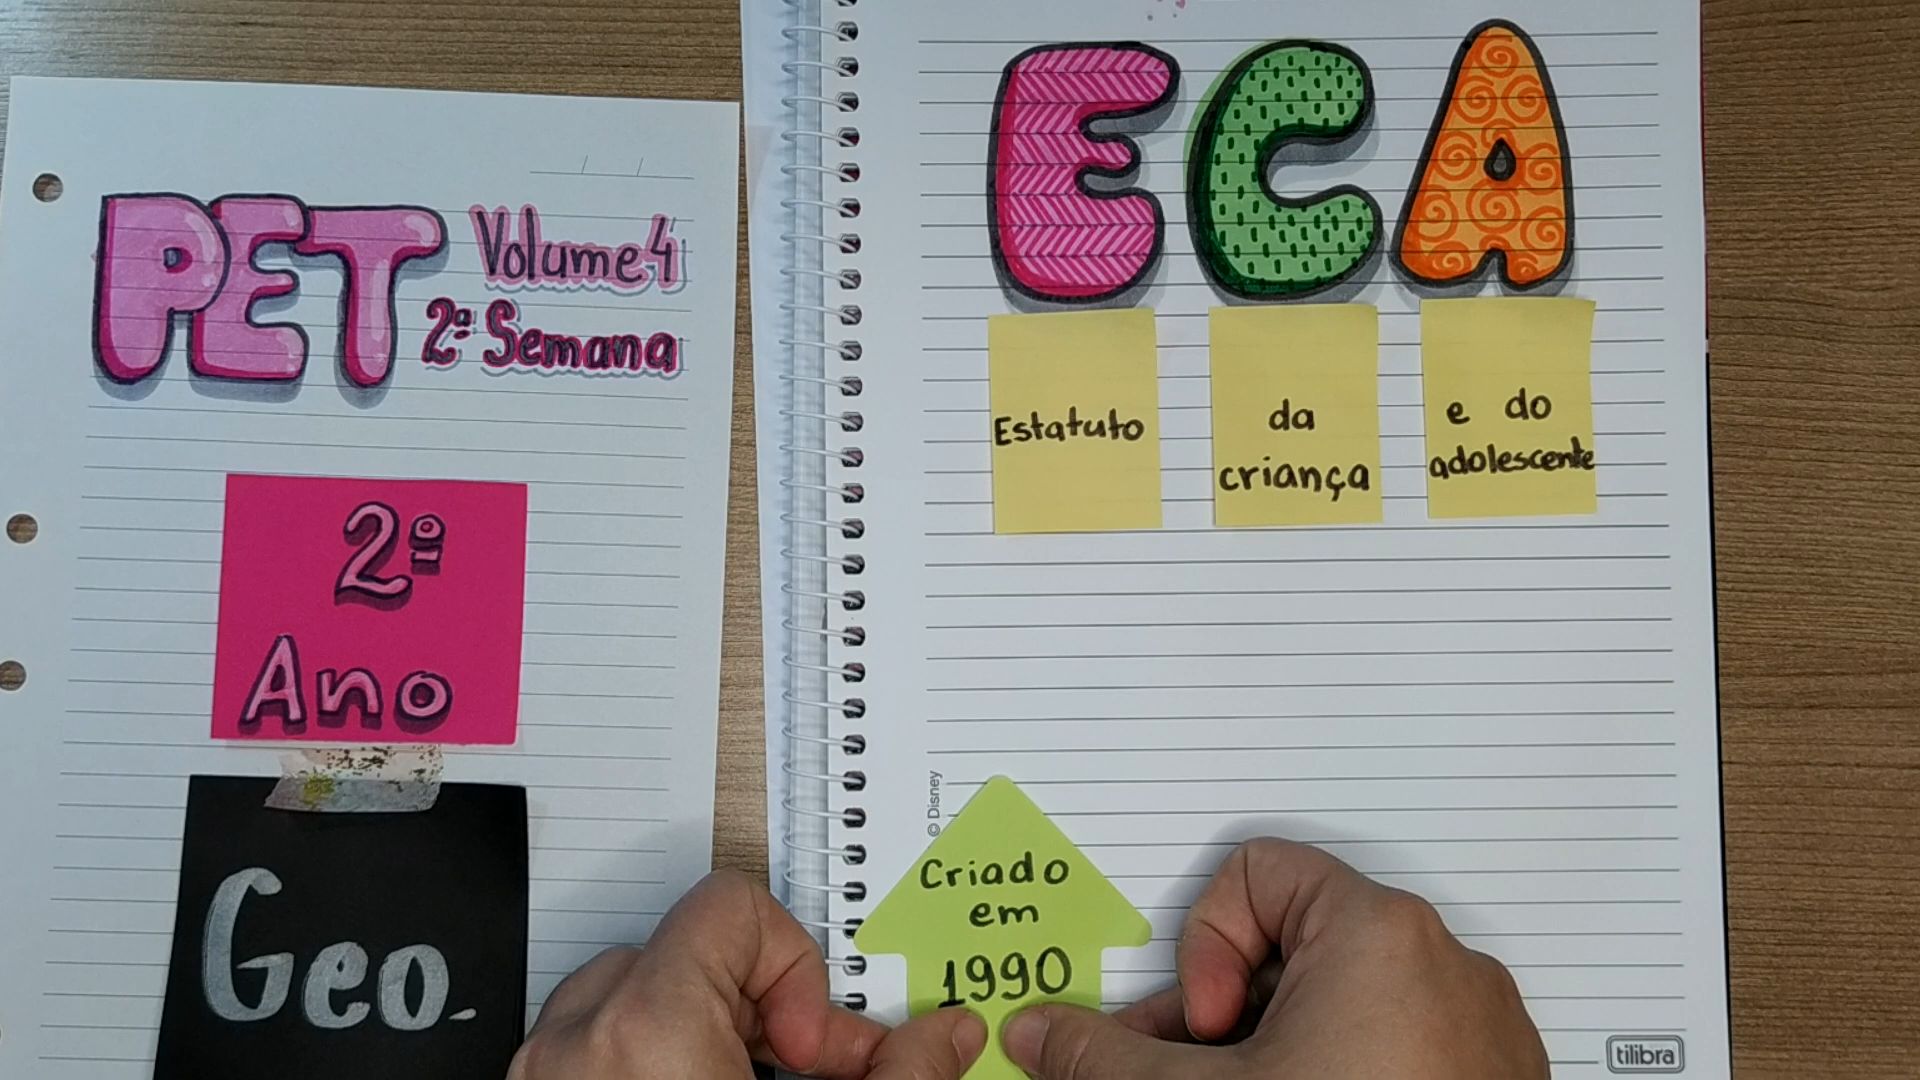 PET Volume 4
2ª Semana
2º
Ano
Geo.
ECA
Estatuto
da
criança
e do
adolescente
© Disney
Criado
em
1990
tilibra